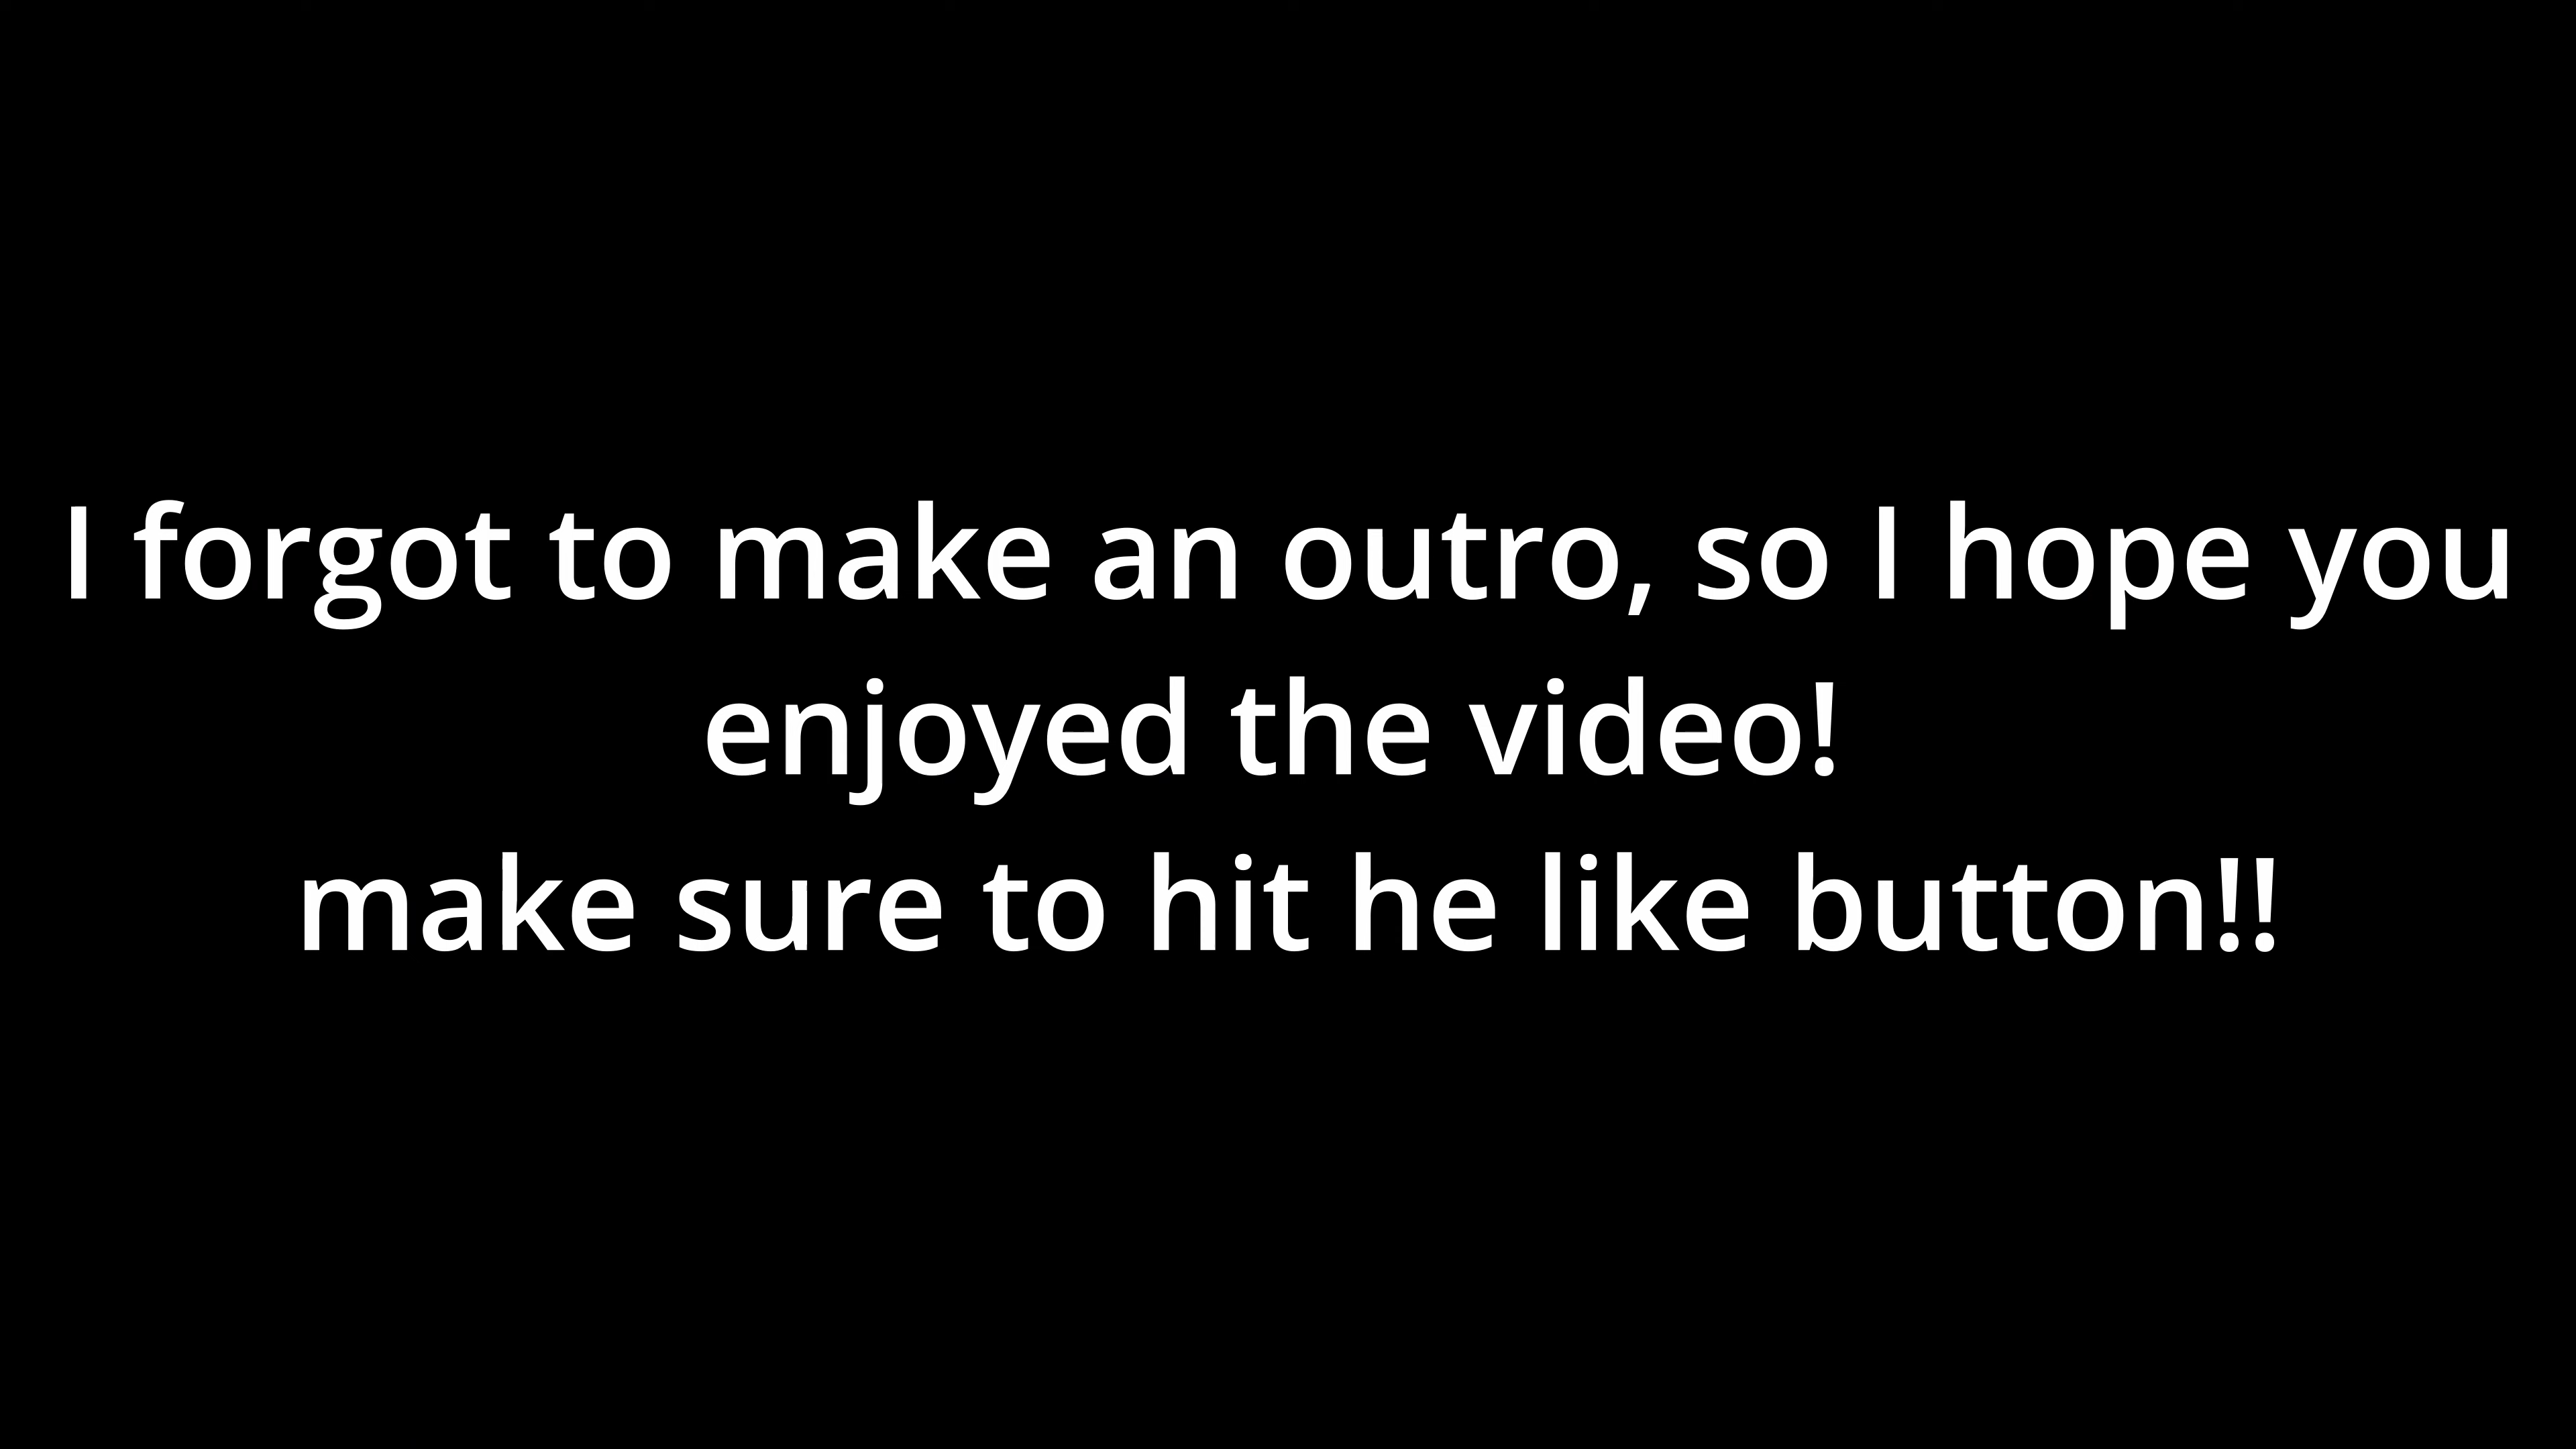 I forgot to make an outro, so I hope you
enjoyed the video!
make sure to hit he like button!!